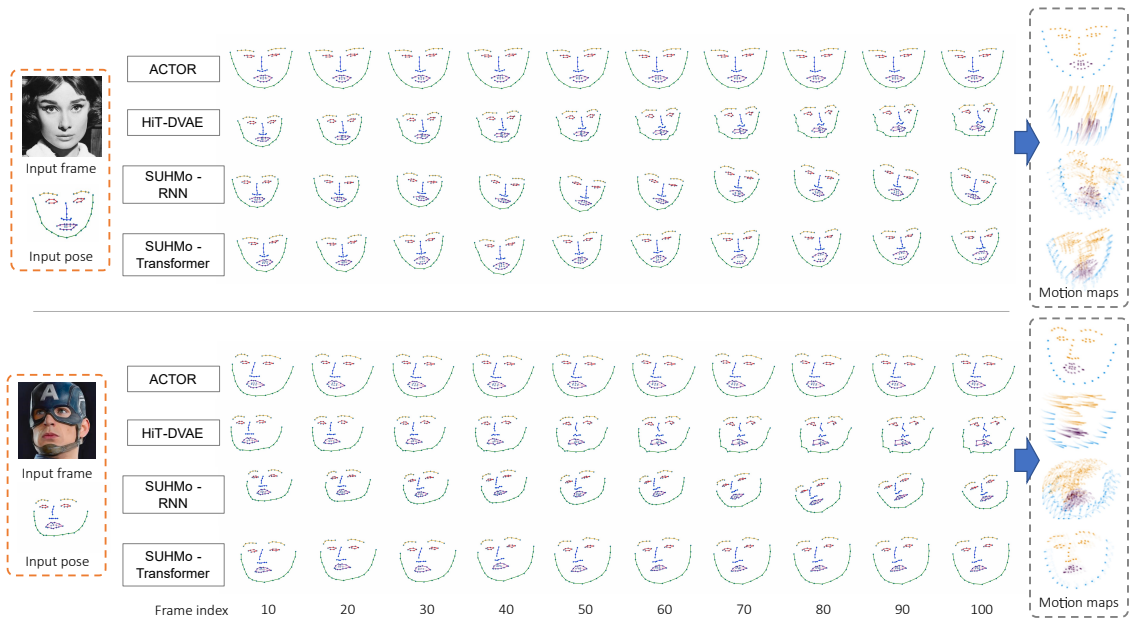 ACTOR
HiT-DVAE
Input frame
SUHMo -
RNN
Input pose
SUHMo -
Transformer
Motion maps
ACTOR
A
HiT-DVAE
Input frame
SUHMo -
RNN
Input pose
SUHMo -
Transformer
Motion maps
Frame index 10 20 30 40 50 60 70 80 90 100